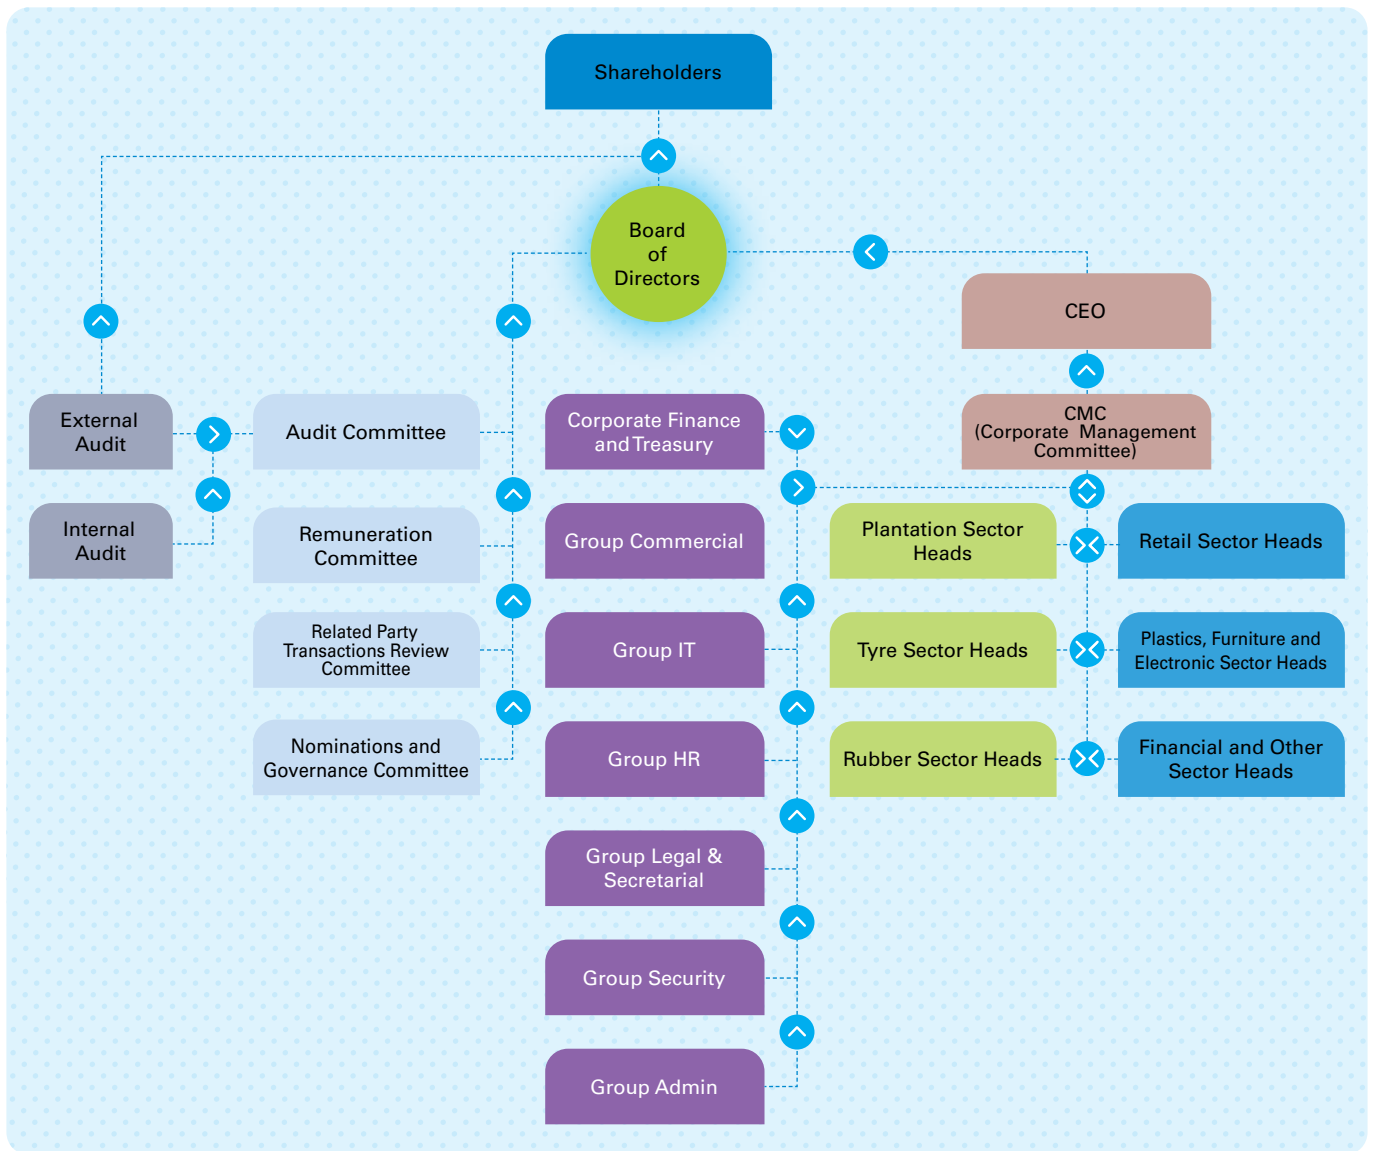 Shareholders
Board
of
Directors
CEO
External
Audit
Audit Committee
Corporate Finance
and Treasury
CMC
(Corporate Management
Committee)
Internal
Audit
Remuneration
Committee
Group Commercial
Plantation Sector
Heads
Retail Sector Heads
Related Party
Transactions Review
Committee
Group IT
Tyre Sector Heads
Plastics, Furniture and
Electronic Sector Heads
Nominations and
Governance Committee
Group HR
Rubber Sector Heads
Financial and Other
Sector Heads
Group Legal &
Secretarial
Group Security
Group Admin